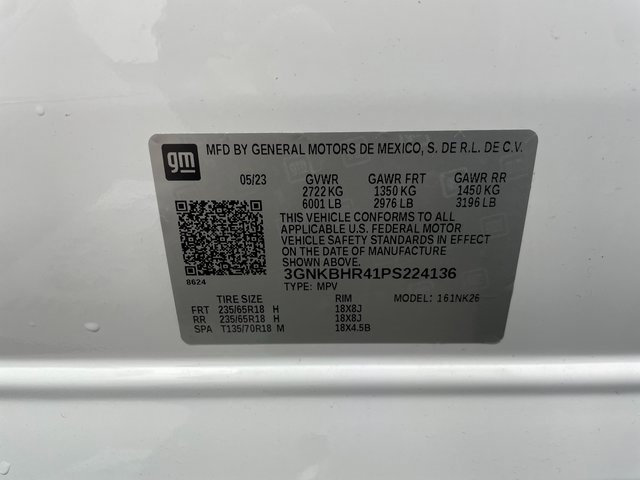 gm
MFD BY GENERAL MOTORS DE MEXICO, S. DE R.L. DE C.V.
05/23 GVWR GAWR FRT GAWR RR
2722 KG 1350 KG 1450 KG
6001 LB 2976 LB 3196 LB
THIS VEHICLE CONFORMS TO ALL
APPLICABLE U.S. FEDERAL MOTOR
VEHICLE SAFETY STANDARDS IN EFFECT
ON THE DATE OF MANUFACTURE
SHOWN ABOVE.
8624
3GNKBHR41PS224136
TYPE: MPV MODEL: 161NK26
TIRE SIZE RIM
FRT 235/65R18 H 18X8J
RR 235/65R18 H 18X8J
SPA T135/70R18 M 18X4.5B